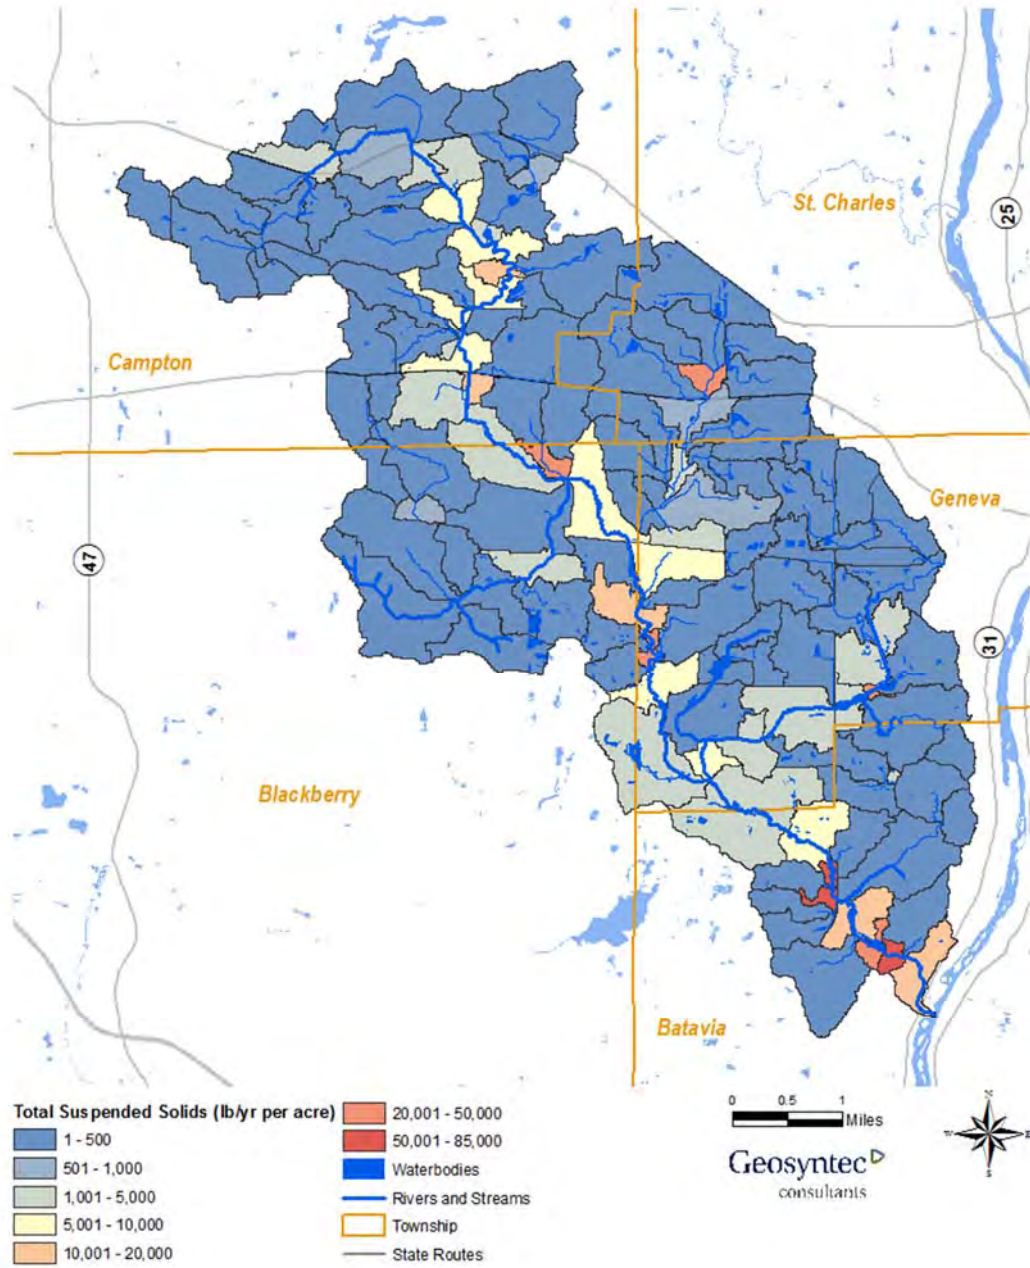 St. Charles
25
Campton
Geneva
47
31
Blackberry
Batavia
Total Suspended Solids (lb/yr per acre)
1 - 500
501 - 1,000
1,001 - 5,000
5,001 - 10,000
10,001 - 20,000
20,001 - 50,000
50,001 - 85,000
Waterbodies
Rivers and Streams
Township
State Routes
0 0.5 1
Miles
Geosyntec
consultants
N
W E
S